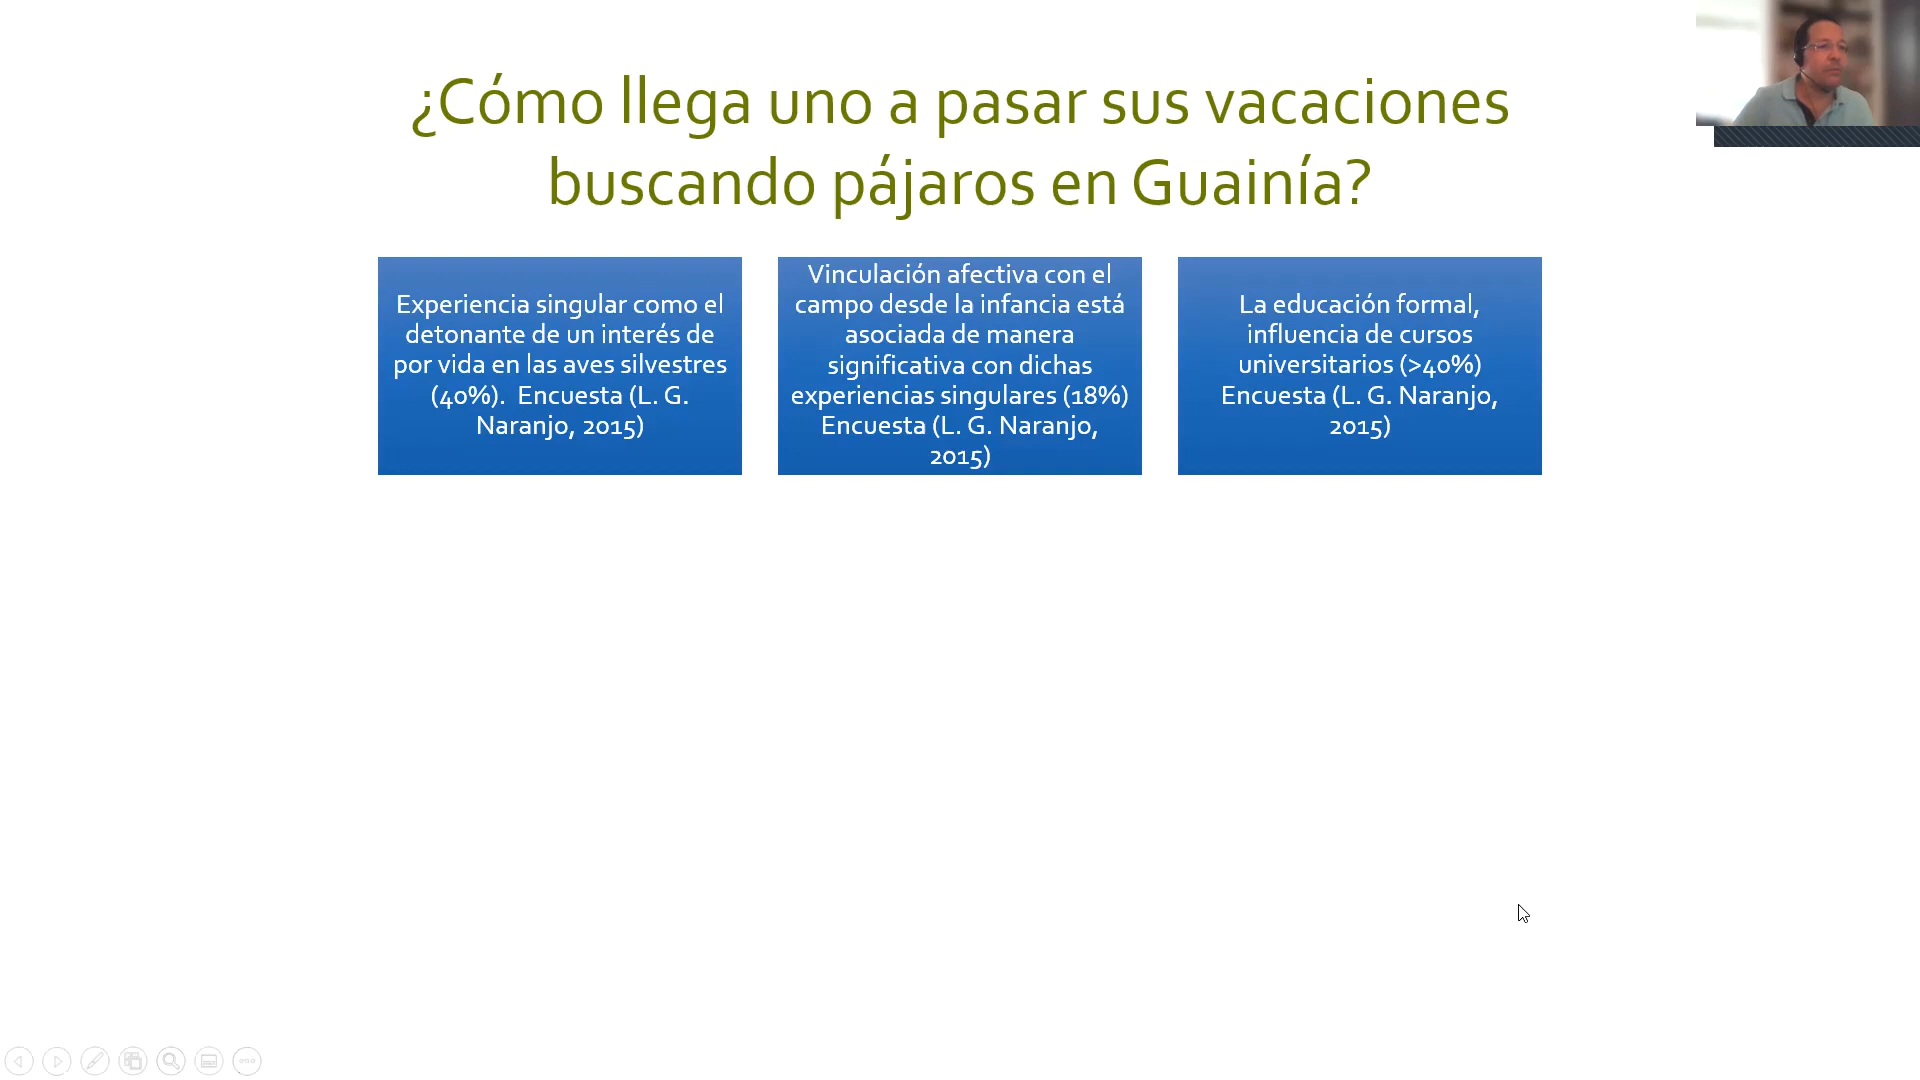 ¿Cómo llega uno a pasar sus vacaciones
buscando pájaros en Guainía?
Experiencia singular como el
detonante de un interés de
por vida en las aves silvestres
(40%).  Encuesta (L. G.
Naranjo, 2015)
Vinculación afectiva con el
campo desde la infancia está
asociada de manera
significativa con dichas
experiencias singulares (18%)
Encuesta (L. G. Naranjo,
2015)
La educación formal,
influencia de cursos
universitarios (>40%)
Encuesta (L. G. Naranjo,
2015)